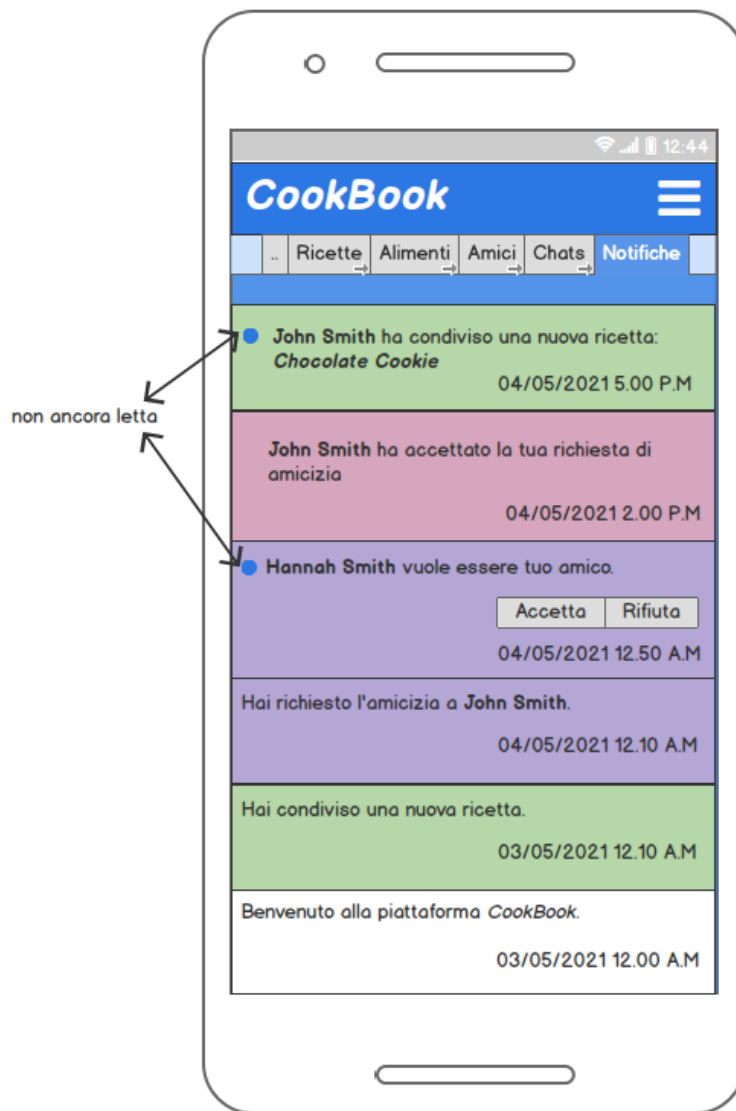 12:44
CookBook
.. Ricette Alimenti Amici Chats Notifiche
John Smith ha condiviso una nuova ricetta:
Chocolate Cookie
04/05/2021 5.00 P.M
non ancora letta
John Smith ha accettato la tua richiesta di
amicizia
04/05/2021 2.00 P.M
Hannah Smith vuole essere tuo amico.
Accetta Rifiuta
04/05/2021 12.50 A.M
Hai richiesto l'amicizia a John Smith.
04/05/2021 12.10 A.M
Hai condiviso una nuova ricetta.
03/05/2021 12.10 A.M
Benvenuto alla piattaforma CookBook.
03/05/2021 12.00 A.M